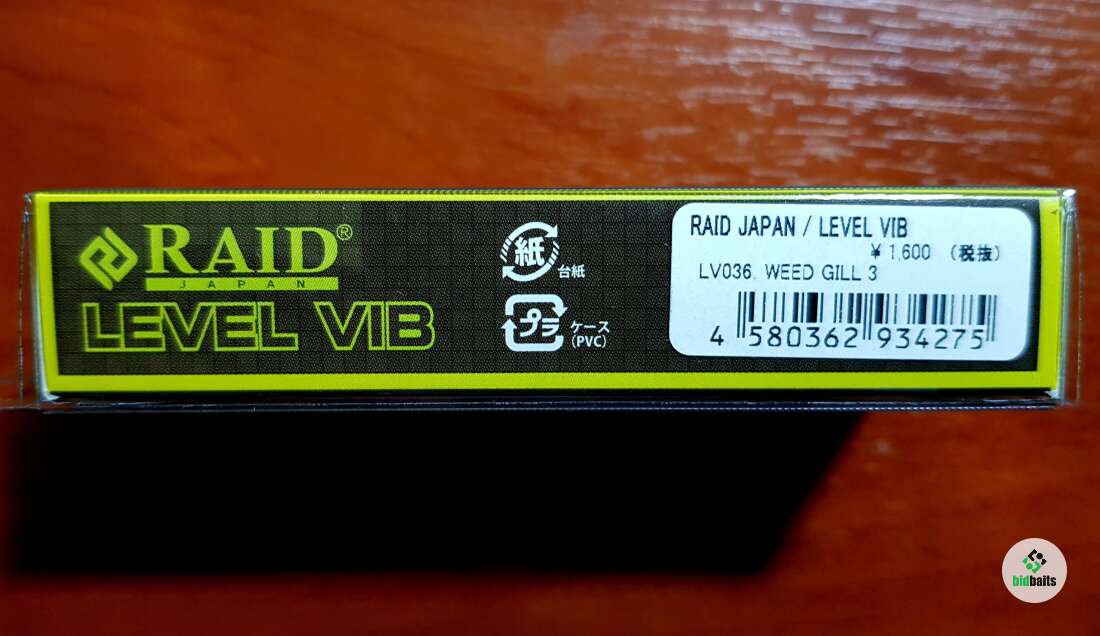 RAID®
JAPAN
LEVEL VIB
紙
台紙
プラ
ケース
(PVC)
RAID JAPAN / LEVEL VIB
¥ 1,600 (税抜)
LV036. WEED GILL 3
4 580362 934275
bidbaits